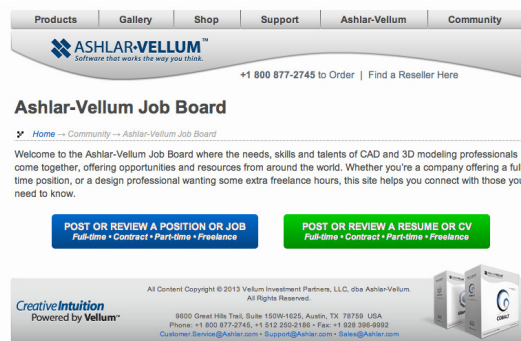 Products Gallery Shop Support Ashlar-Vellum Community
ASHLAR-VELLUM™
Software that works the way you think.
+1 800 877-2745 to Order | Find a Reseller Here
Ashlar-Vellum Job Board
Home → Community → Ashlar-Vellum Job Board
Welcome to the Ashlar-Vellum Job Board where the needs, skills and talents of CAD and 3D modeling professionals
come together, offering opportunities and resources from around the world. Whether you're a company offering a full
time position, or a design professional wanting some extra freelance hours, this site helps you connect with those you
need to know.
POST OR REVIEW A POSITION OR JOB
Full-time • Contract • Part-time • Freelance
POST OR REVIEW A RESUME OR CV
Full-time • Contract • Part-time • Freelance
All Content Copyright © 2013 Vellum Investment Partners, LLC, dba Ashlar-Vellum.
All Rights Reserved.
Creative Intuition
Powered by Vellum™
9600 Great Hills Trail, Suite 150W-1625, Austin, TX 78759 USA
Phone: +1 800 877-2745, +1 512 250-2186 • Fax: +1 928 396-9992
Customer.Service@Ashlar.com • Support@Ashlar.com • Sales@Ashlar.com
COBALT